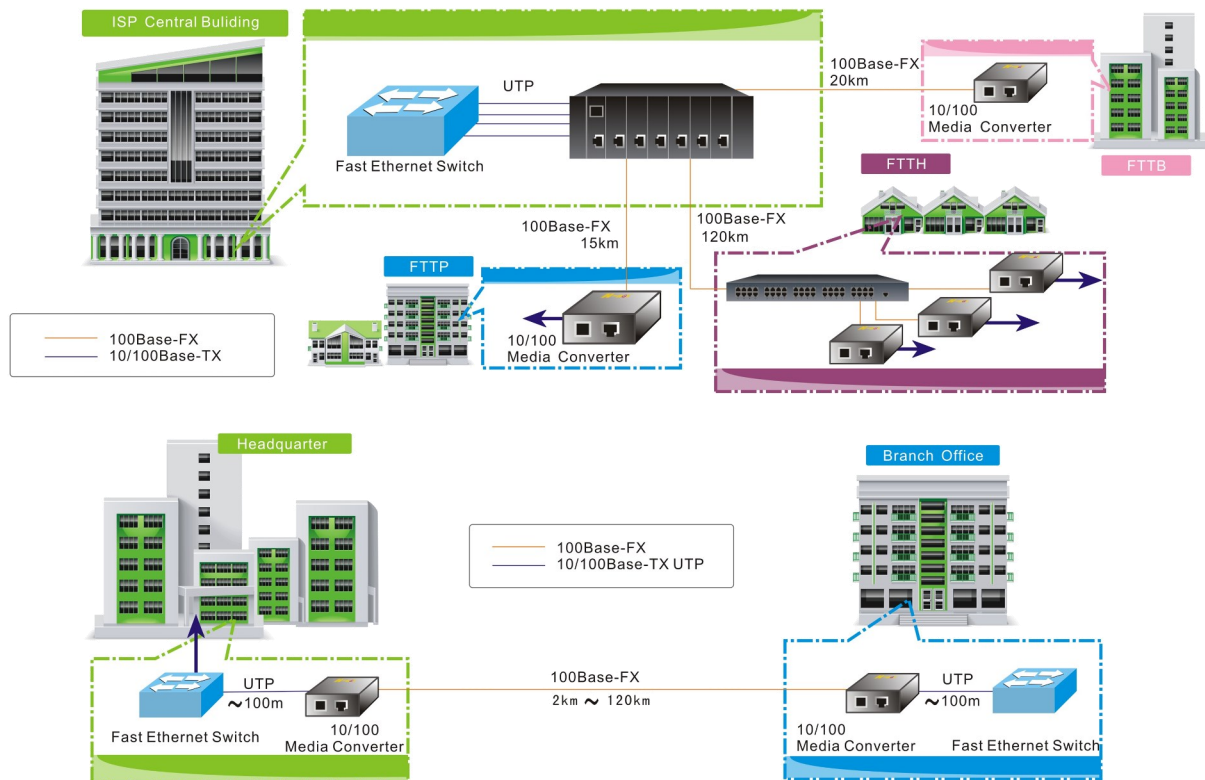 ISP Central Buliding
UTP
Fast Ethernet Switch
100Base-FX
20km
10/100
Media Converter
FTTB
FTTH
100Base-FX
15km
100Base-FX
120km
FTTP
10/100
Media Converter
100Base-FX
10/100Base-TX
Headquarter
Branch Office
100Base-FX
10/100Base-TX UTP
UTP
~100m
Fast Ethernet Switch
10/100
Media Converter
100Base-FX
2km ~ 120km
UTP
~100m
10/100
Media Converter
Fast Ethernet Switch